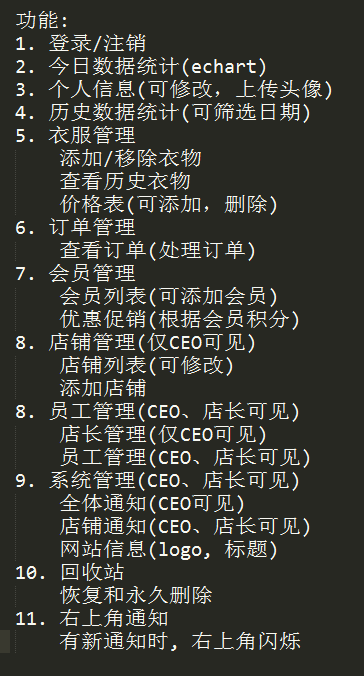 功能:
1. 登录/注销
2. 今日数据统计(echart)
3. 个人信息(可修改, 上传头像)
4. 历史数据统计(可筛选日期)
5. 衣服管理
添加/移除衣物
查看历史衣物
价格表(可添加, 删除)
6. 订单管理
查看订单(处理订单)
7. 会员管理
会员列表(可添加会员)
优惠促销(根据会员积分)
8. 店铺管理(仅CEO可见)
店铺列表(可修改)
添加店铺
8. 员工管理(CEO、店长可见)
店长管理(仅CEO可见)
员工管理(CEO、店长可见)
9. 系统管理(CEO、店长可见)
全体通知(CEO可见)
店铺通知(CEO、店长可见)
网站信息(logo, 标题)
10. 回收站
恢复和永久删除
11. 右上角通知
有新通知时, 右上角闪烁